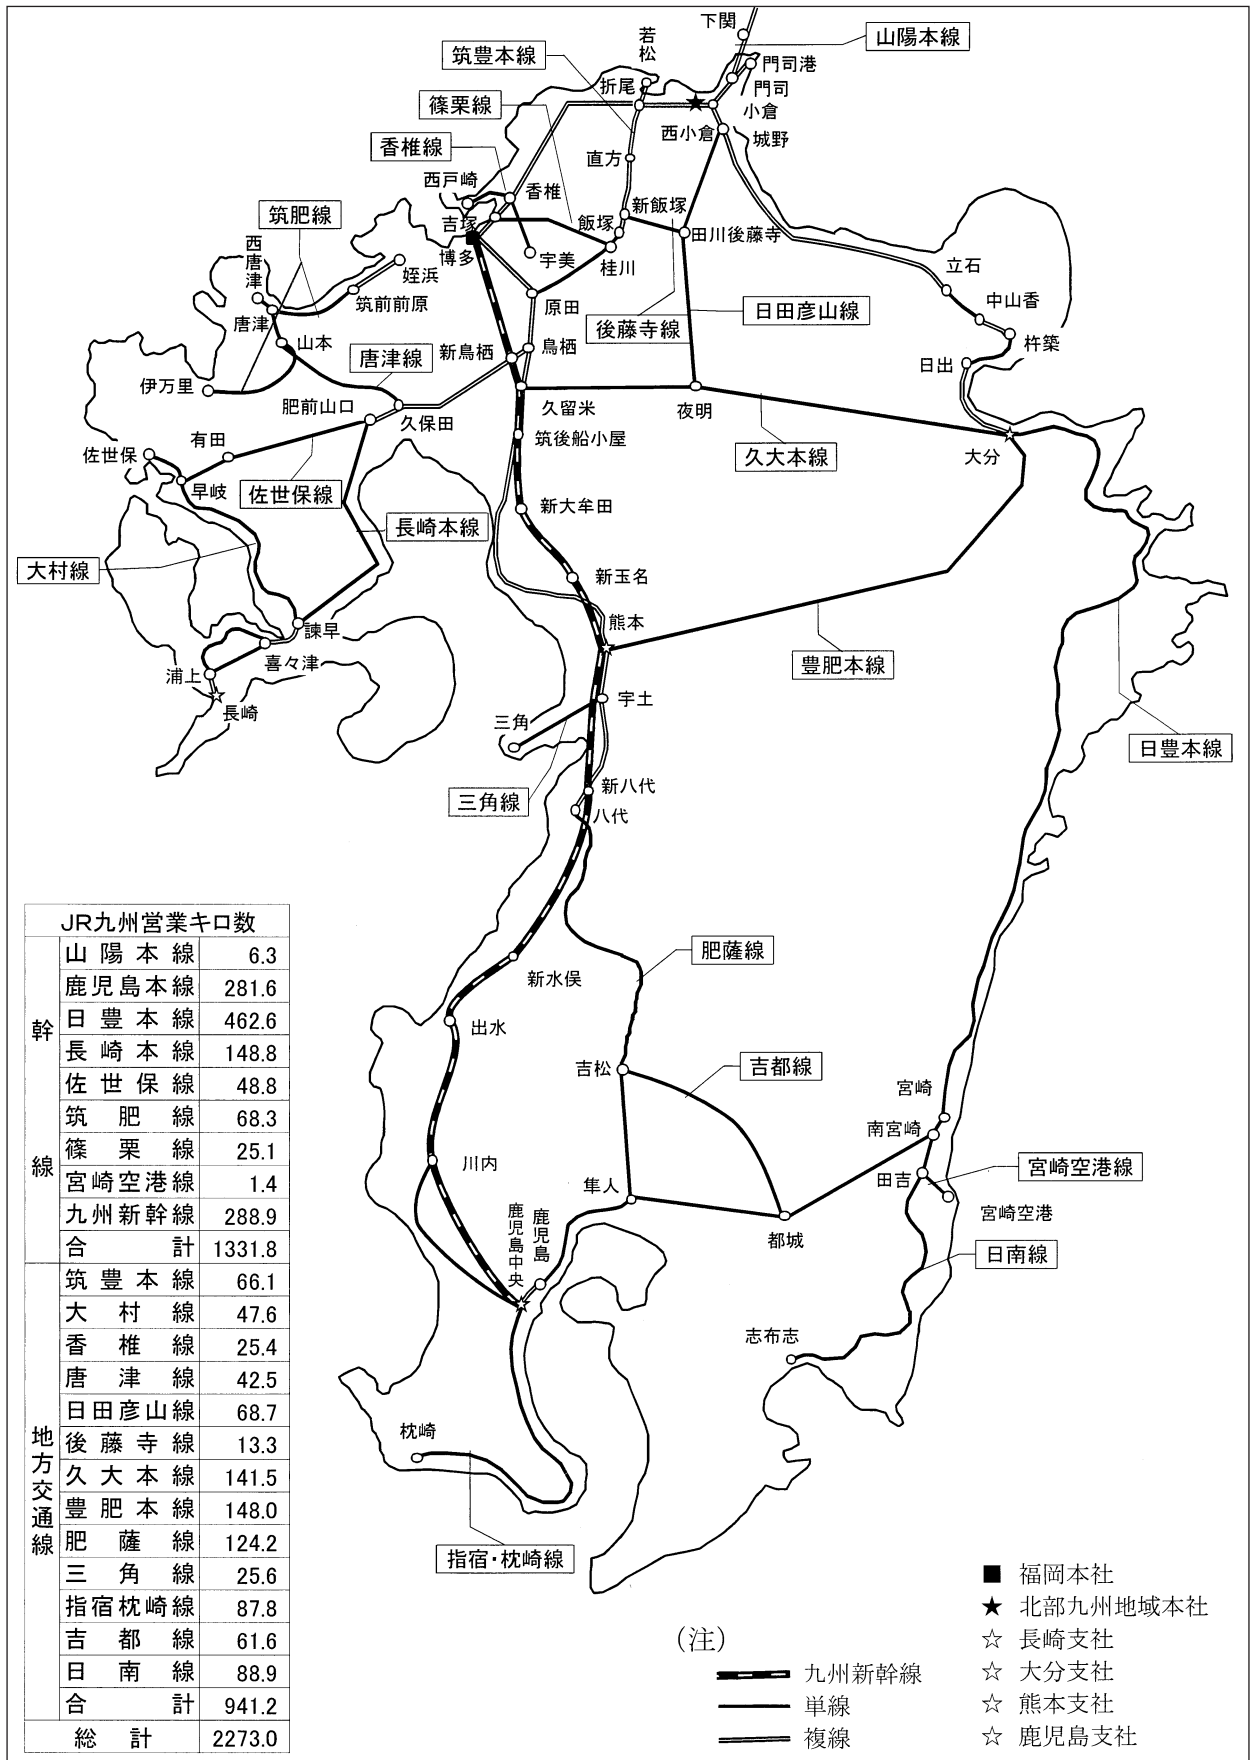 下関
山陽本線
若松
筑豊本線
門司港
折尾
門司
篠栗線
小倉
西小倉
城野
香椎線
直方
西戸崎
香椎
新飯塚
筑肥線
吉塚
飯塚
田川後藤寺
西唐津
博多
宇美
桂川
姪浜
立石
筑前前原
原田
中山香
唐津
後藤寺線
日田彦山線
山本
新鳥栖
鳥栖
杵築
唐津線
日出
伊万里
肥前山口
久保田
久留米
夜明
有田
筑後船小屋
佐世保
大分
久大本線
早岐
佐世保線
新大牟田
長崎本線
大村線
新玉名
熊本
諫早
喜々津
豊肥本線
浦上
長崎
宇土
三角
日豊本線
新八代
三角線
八代
肥薩線
新水俣
出水
吉松
吉都線
宮崎
南宮崎
川内
田吉
宮崎空港線
隼人
宮崎空港
鹿児島中央
鹿児島
都城
日南線
志布志
枕崎
指宿・枕崎線
JR九州営業キロ数
幹線
山陽本線 6.3
鹿児島本線 281.6
日豊本線 462.6
長崎本線 148.8
佐世保線 48.8
筑肥線 68.3
篠栗線 25.1
宮崎空港線 1.4
九州新幹線 288.9
合計 1331.8
地方交通線
筑豊本線 66.1
大村線 47.6
香椎線 25.4
唐津線 42.5
日田彦山線 68.7
後藤寺線 13.3
久大本線 141.5
豊肥本線 148.0
肥薩線 124.2
三角線 25.6
指宿枕崎線 87.8
吉都線 61.6
日南線 88.9
合計 941.2
総計 2273.0
(注)
九州新幹線
単線
複線
■ 福岡本社
★ 北部九州地域本社
☆ 長崎支社
☆ 大分支社
☆ 熊本支社
☆ 鹿児島支社